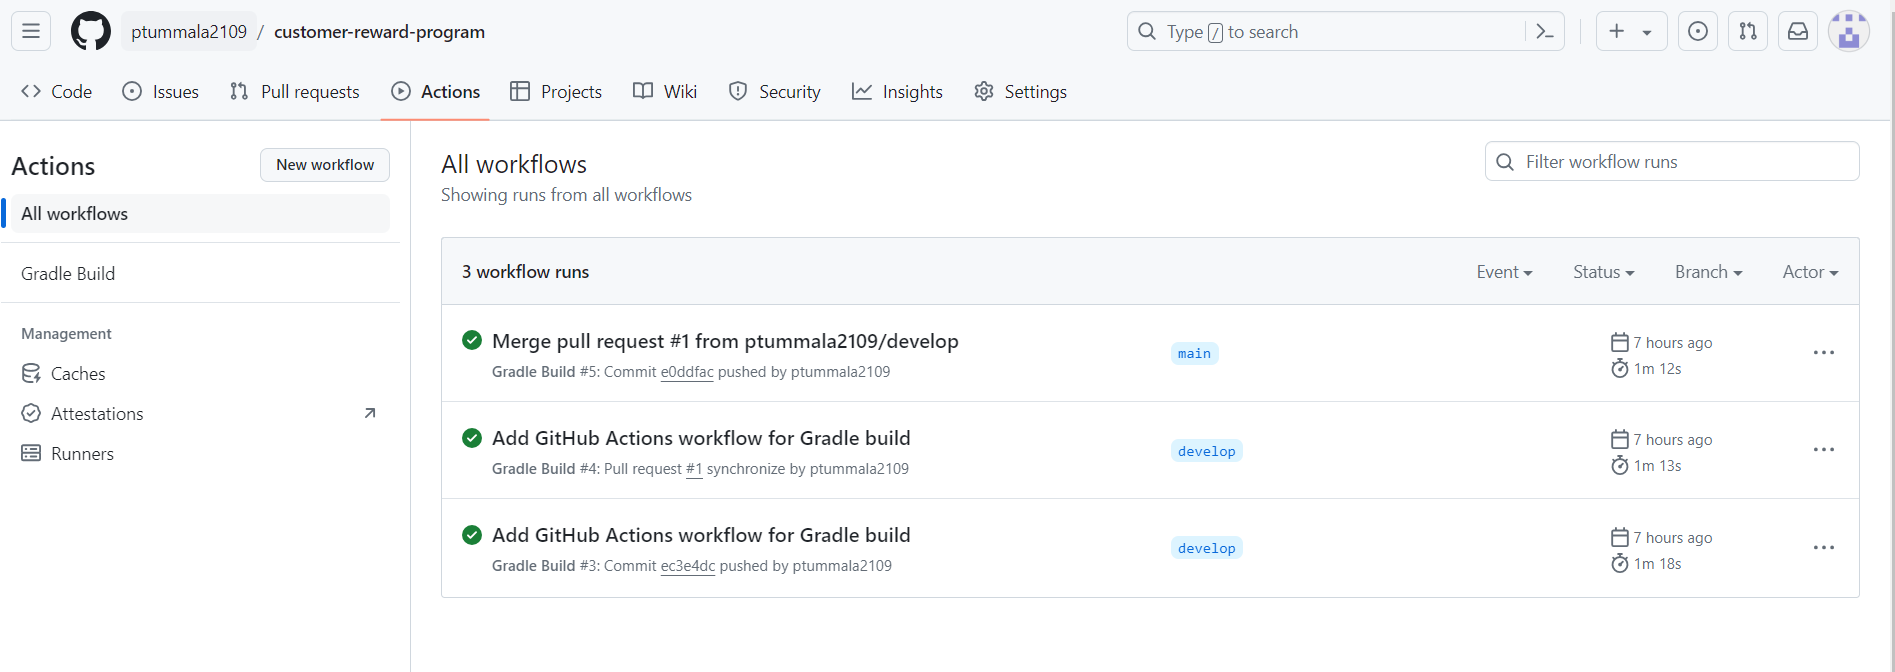 ptummala2109 / customer-reward-program
Type / to search
Code Issues Pull requests Actions Projects Wiki Security Insights Settings
Actions
New workflow
All workflows
Gradle Build
Management
Caches
Attestations
Runners
All workflows
Showing runs from all workflows
Filter workflow runs
3 workflow runs
Event Status Branch Actor
Merge pull request #1 from ptummala2109/develop
Gradle Build #5: Commit e0ddfac pushed by ptummala2109
main
7 hours ago
1m 12s
Add GitHub Actions workflow for Gradle build
Gradle Build #4: Pull request #1 synchronize by ptummala2109
develop
7 hours ago
1m 13s
Add GitHub Actions workflow for Gradle build
Gradle Build #3: Commit ec3e4dc pushed by ptummala2109
develop
7 hours ago
1m 18s